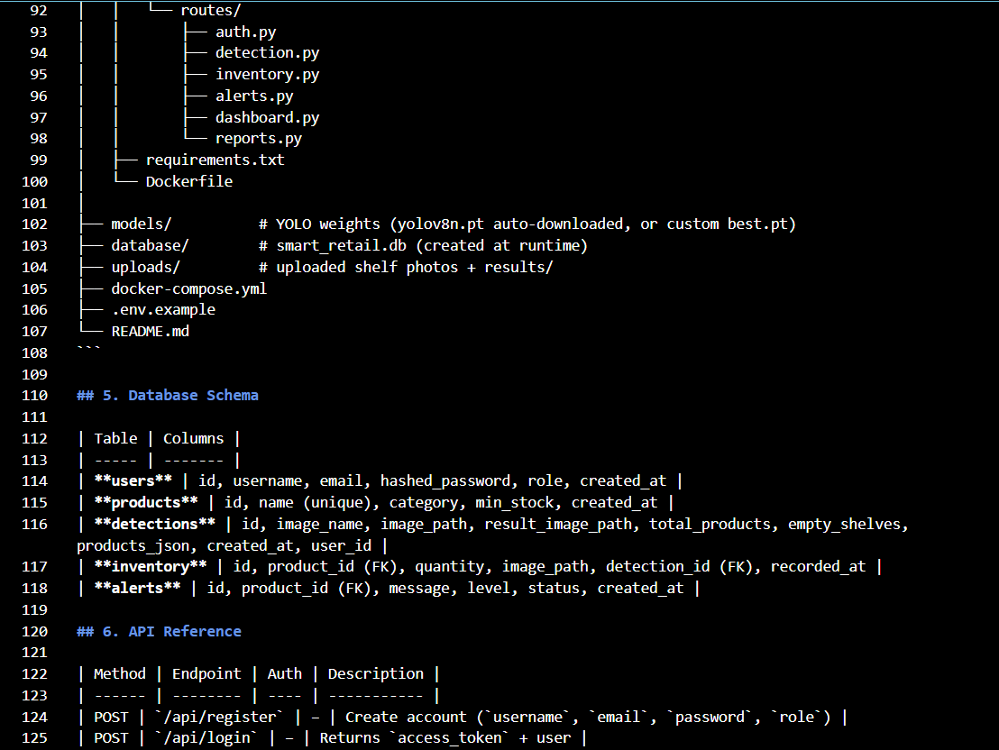 92 │   │   └── routes/
93 │   │       ├── auth.py
94 │   │       ├── detection.py
95 │   │       ├── inventory.py
96 │   │       ├── alerts.py
97 │   │       ├── dashboard.py
98 │   │       └── reports.py
99 │   ├── requirements.txt
100 │   └── Dockerfile
101 │
102 ├── models/          # YOLO weights (yolov8n.pt auto-downloaded, or custom best.pt)
103 ├── database/        # smart_retail.db (created at runtime)
104 ├── uploads/         # uploaded shelf photos + results/
105 ├── docker-compose.yml
106 ├── .env.example
107 └── README.md
108 ```
109
110 ## 5. Database Schema
111
112 | Table | Columns |
113 | ----- | ------- |
114 | **users** | id, username, email, hashed_password, role, created_at |
115 | **products** | id, name (unique), category, min_stock, created_at |
116 | **detections** | id, image_name, image_path, result_image_path, total_products, empty_shelves,
products_json, created_at, user_id |
117 | **inventory** | id, product_id (FK), quantity, image_path, detection_id (FK), recorded_at |
118 | **alerts** | id, product_id (FK), message, level, status, created_at |
119
120 ## 6. API Reference
121
122 | Method | Endpoint | Auth | Description |
123 | ------ | -------- | ---- | ----------- |
124 | POST | `/api/register` | – | Create account (`username`, `email`, `password`, `role`) |
125 | POST | `/api/login` | – | Returns `access_token` + user |